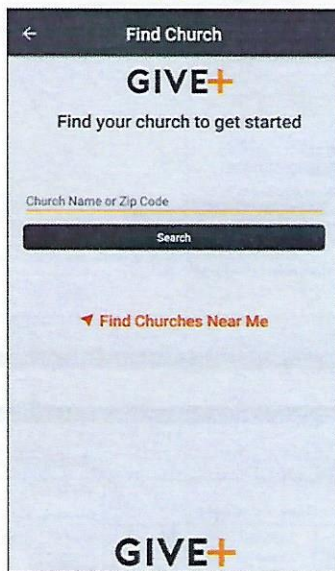 Find Church
GIVE+
Find your church to get started
Church Name or Zip Code
Search
Find Churches Near Me
GIVE+